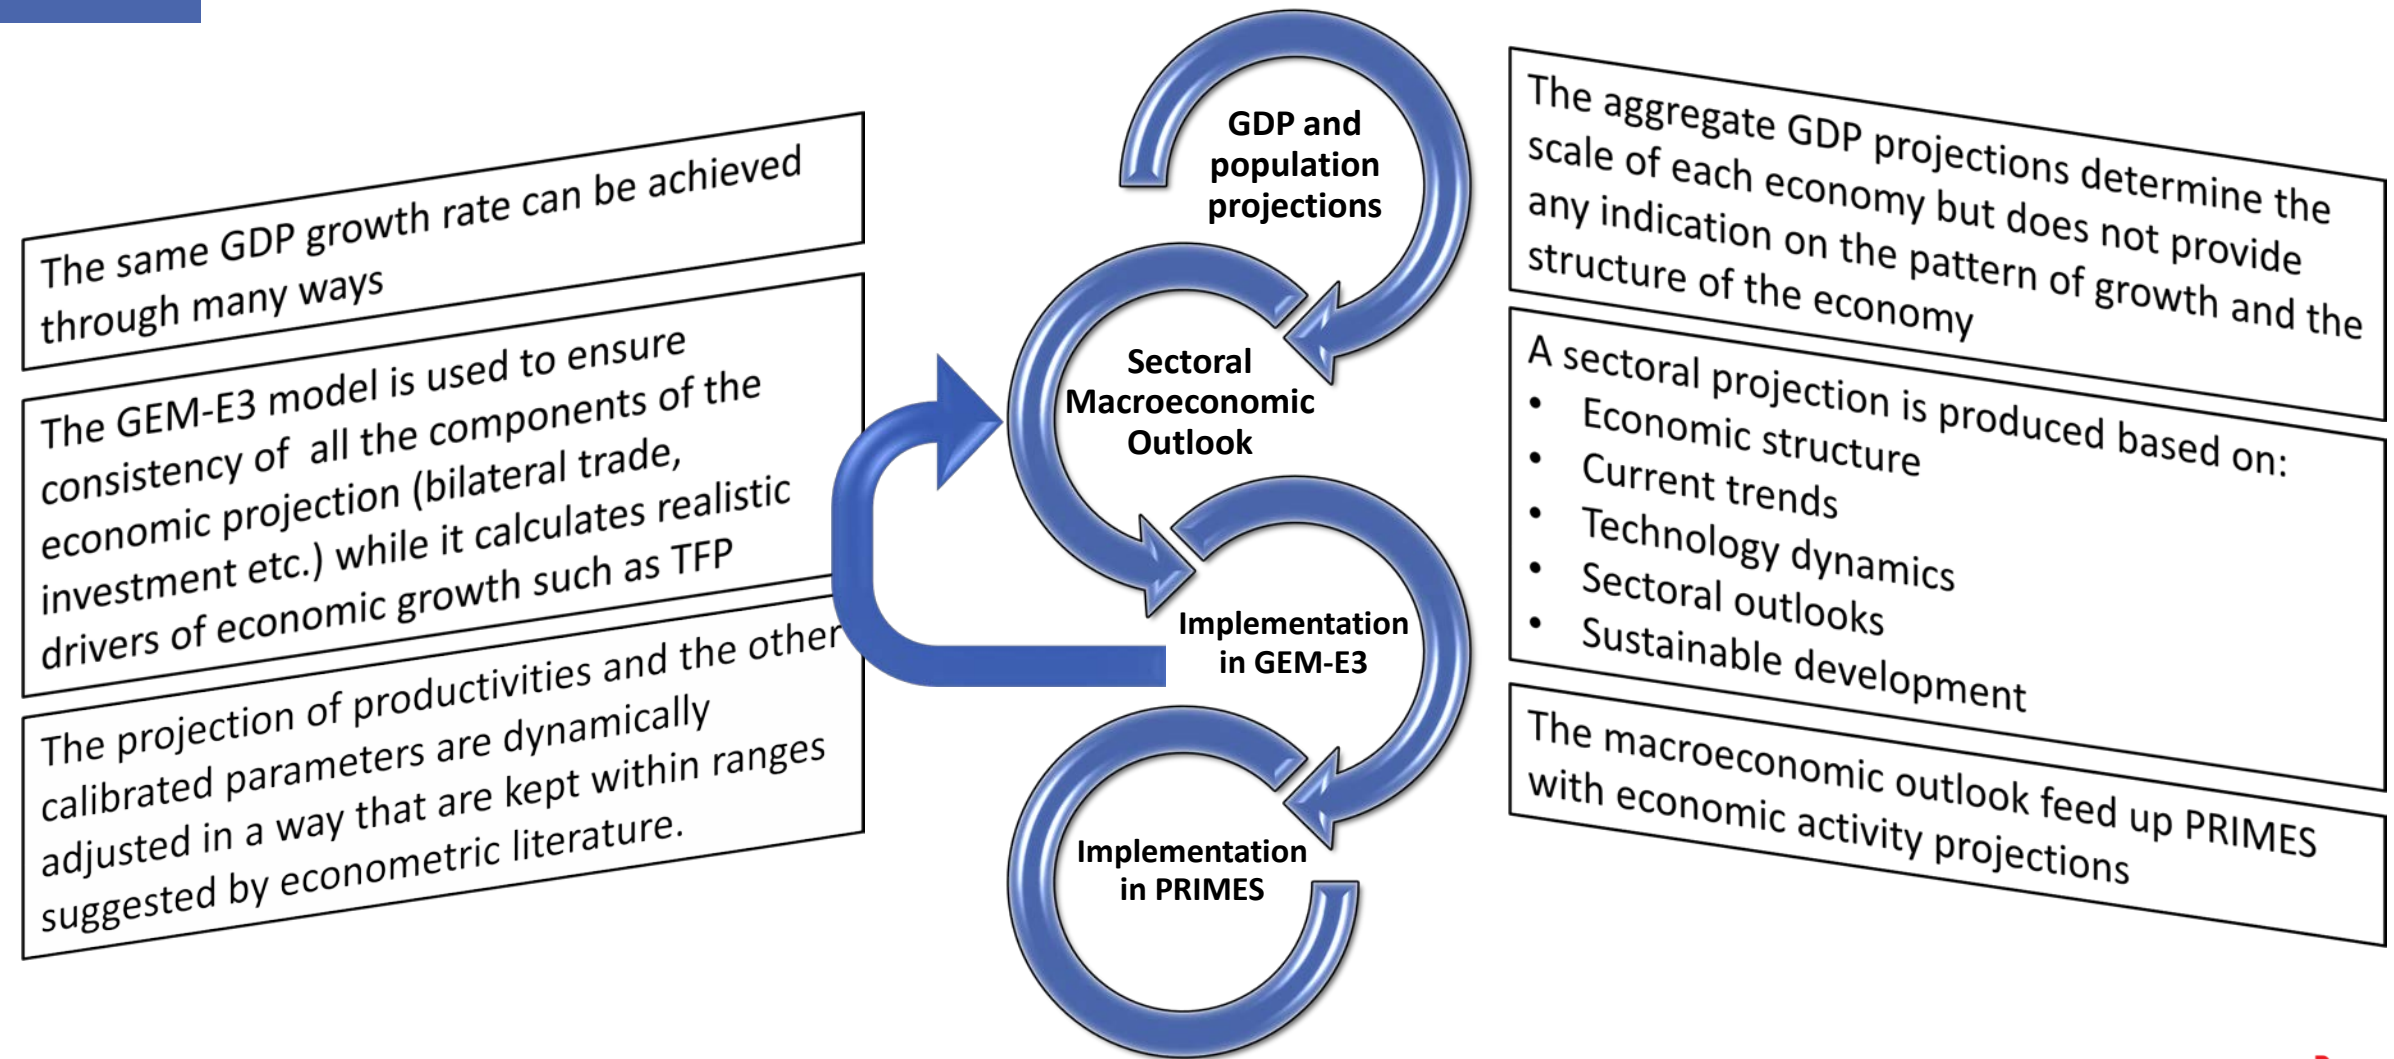 The same GDP growth rate can be achieved
through many ways
The GEM-E3 model is used to ensure
consistency of all the components of the
economic projection (bilateral trade,
investment etc.) while it calculates realistic
drivers of economic growth such as TFP
The projection of productivities and the other
calibrated parameters are dynamically
adjusted in a way that are kept within ranges
suggested by econometric literature.
GDP and
population
projections
Sectoral
Macroeconomic
Outlook
Implementation
in GEM-E3
Implementation
in PRIMES
The aggregate GDP projections determine the
scale of each economy but does not provide
any indication on the pattern of growth and the
structure of the economy
A sectoral projection is produced based on:
• Economic structure
• Current trends
• Technology dynamics
• Sectoral outlooks
• Sustainable development
The macroeconomic outlook feed up PRIMES
with economic activity projections